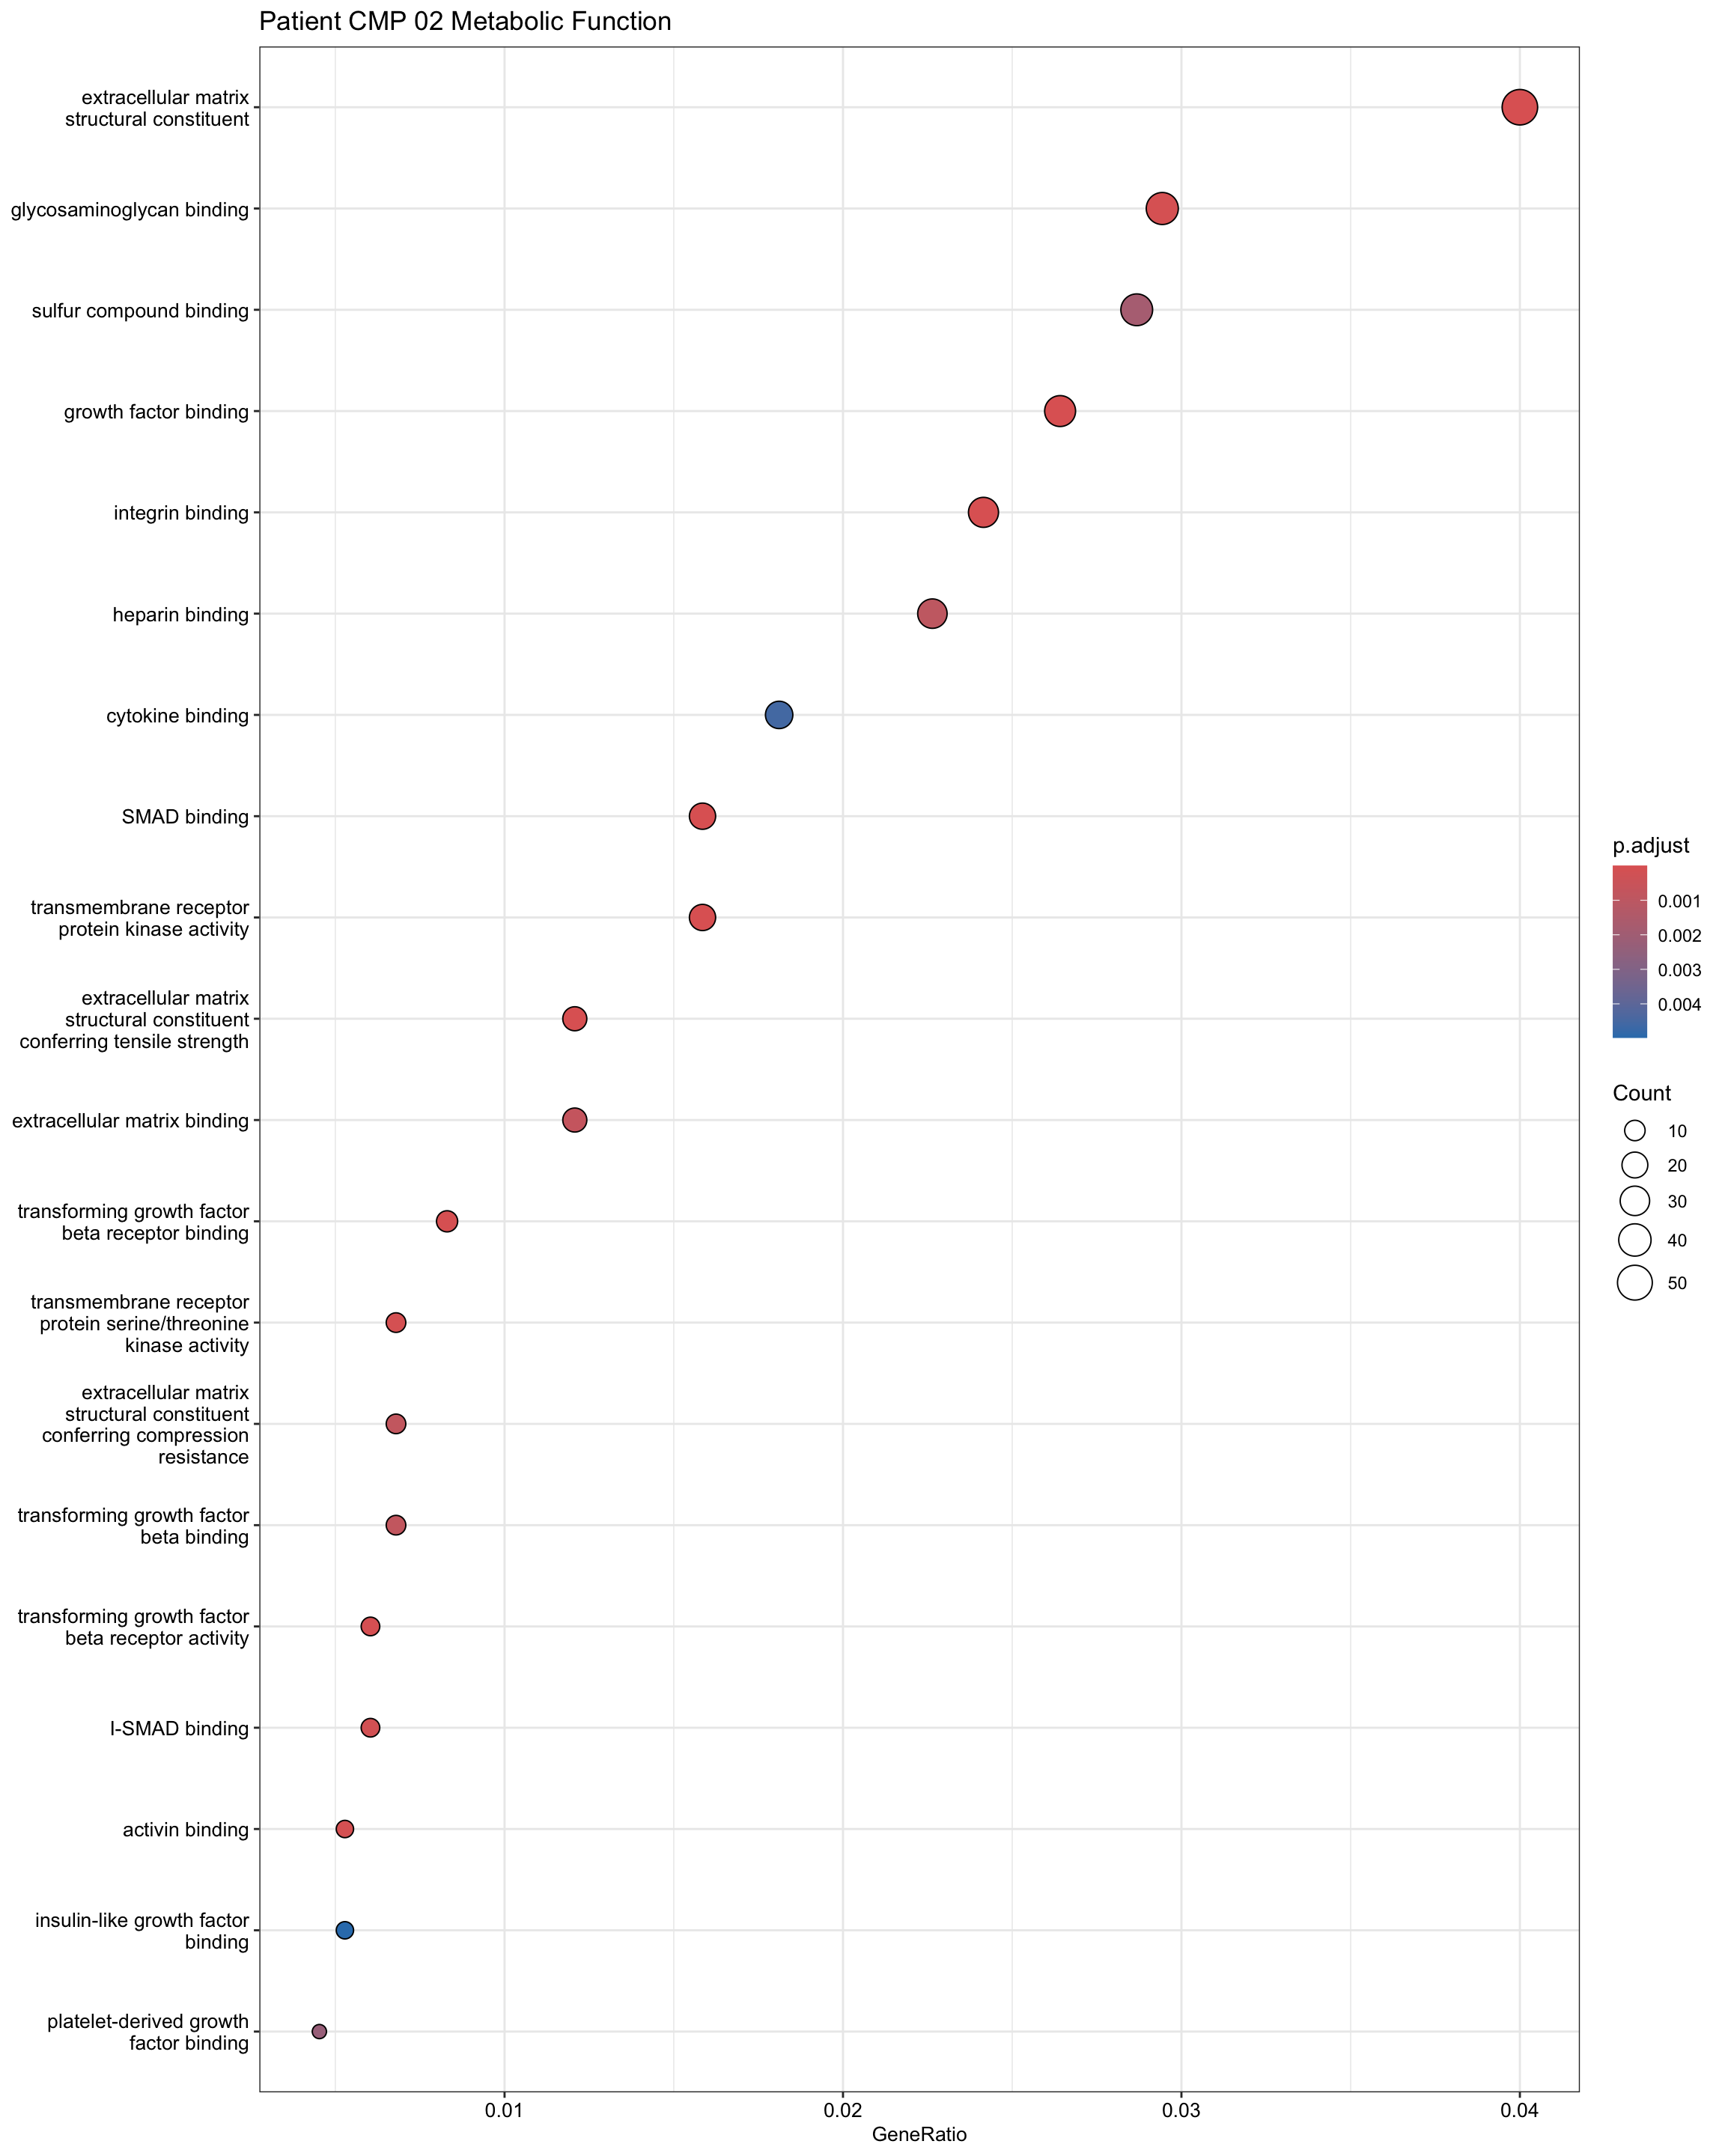 Patient CMP 02 Metabolic Function
extracellular matrix
structural constituent
glycosaminoglycan binding
sulfur compound binding
growth factor binding
integrin binding
heparin binding
cytokine binding
SMAD binding
transmembrane receptor
protein kinase activity
extracellular matrix
structural constituent
conferring tensile strength
extracellular matrix binding
transforming growth factor
beta receptor binding
transmembrane receptor
protein serine/threonine
kinase activity
extracellular matrix
structural constituent
conferring compression
resistance
transforming growth factor
beta binding
transforming growth factor
beta receptor activity
I-SMAD binding
activin binding
insulin-like growth factor
binding
platelet-derived growth
factor binding
0.01 0.02 0.03 0.04
GeneRatio
p.adjust
0.001
0.002
0.003
0.004
Count
10
20
30
40
50